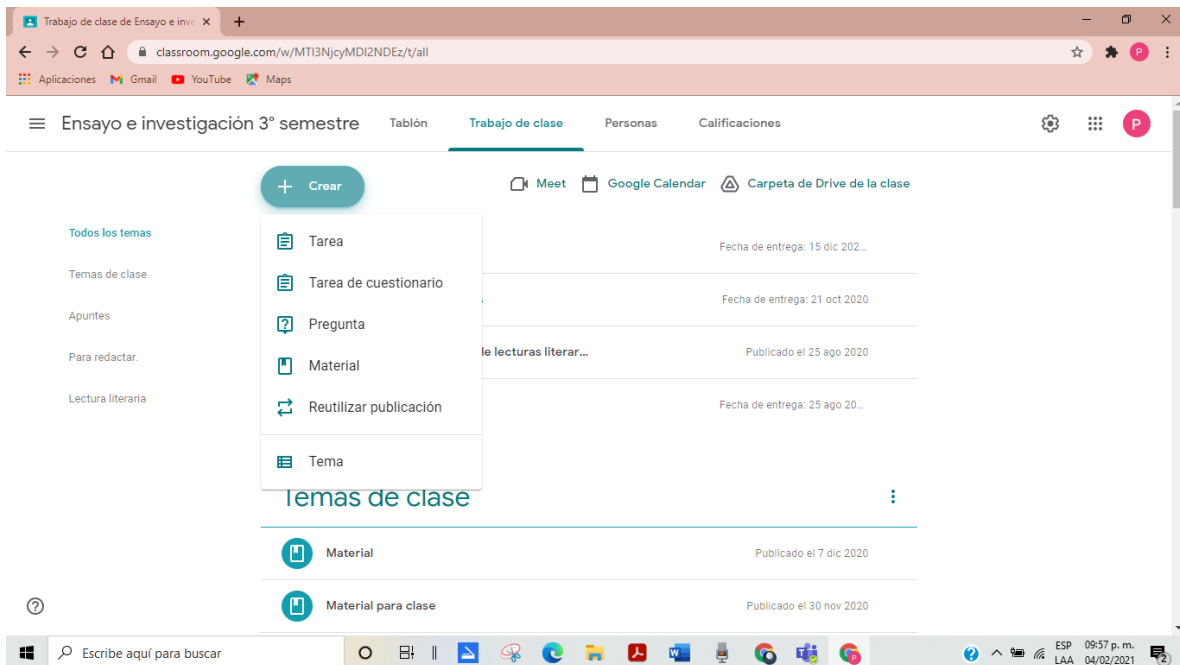 Trabajo de clase de Ensayo e inve
classroom.google.com/w/MTI3NjcyMDI2NDEz/t/all
P
Aplicaciones Gmail YouTube Maps
Ensayo e investigación 3° semestre Tablón Trabajo de clase Personas Calificaciones P
Crear Meet Google Calendar Carpeta de Drive de la clase
Todos los temas
Temas de clase
Apuntes
Para redactar.
Lectura literaria
Tarea
Tarea de cuestionario
Pregunta
Material
Reutilizar publicación
Tema
Fecha de entrega: 15 dic 202...
Fecha de entrega: 21 oct 2020
de lecturas literar... Publicado el 25 ago 2020
Fecha de entrega: 25 ago 20...
Temas de clase
Material Publicado el 7 dic 2020
Material para clase Publicado el 30 nov 2020
Escribe aquí para buscar
ESP 09:57 p. m.
LAA 04/02/2021
2